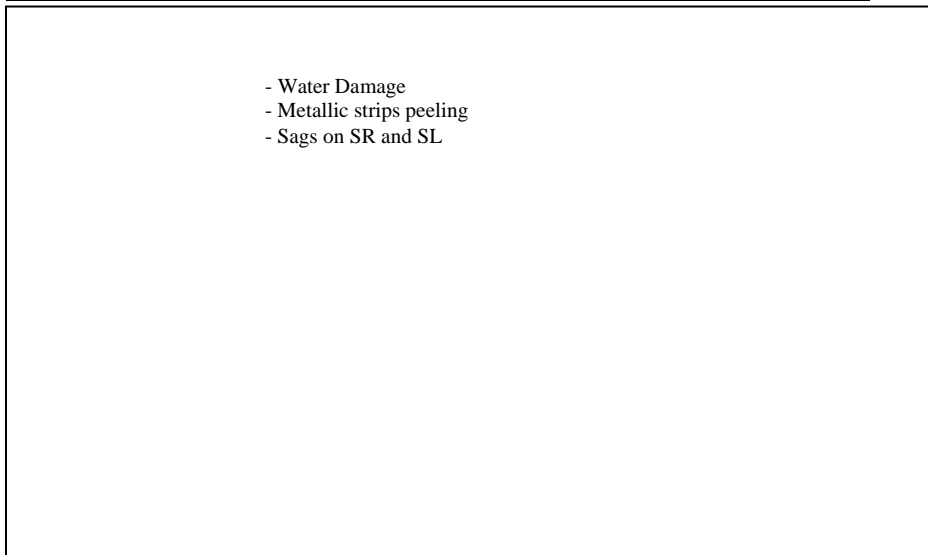 - Water Damage
- Metallic strips peeling
- Sags on SR and SL